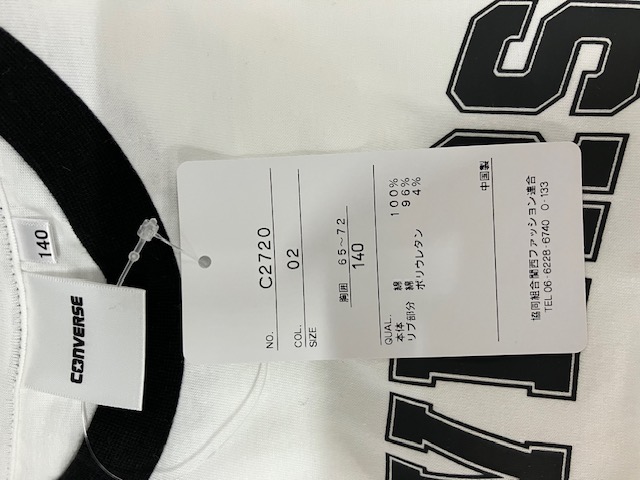 CONVERSE
140
NO. C2720
COL. 02
SIZE
胸囲 65～72
140
QUAL.
本体 綿 100%
リブ部分 綿 96%
ポリウレタン 4%
中国製
協同組合関西ファッション連合
TEL 06-6228-6740 0-133